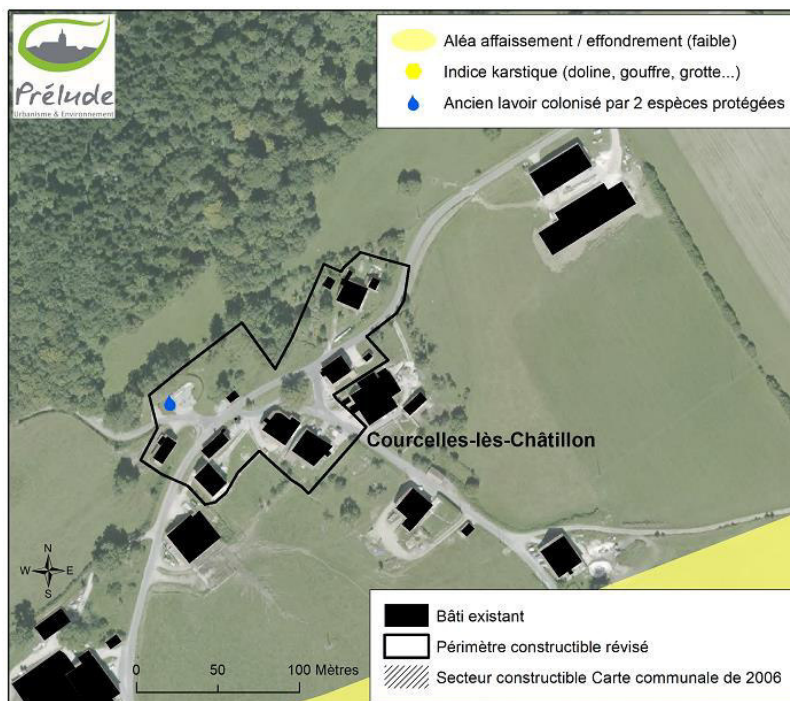 Prélude
Urbanisme & Environnement
Aléa affaissement / effondrement (faible)
Indice karstique (doline, gouffre, grotte...)
Ancien lavoir colonisé par 2 espèces protégées
Courcelles-lès-Châtillon
N
W E
S
0 50 100 Mètres
Bâti existant
Périmètre constructible révisé
Secteur constructible Carte communale de 2006